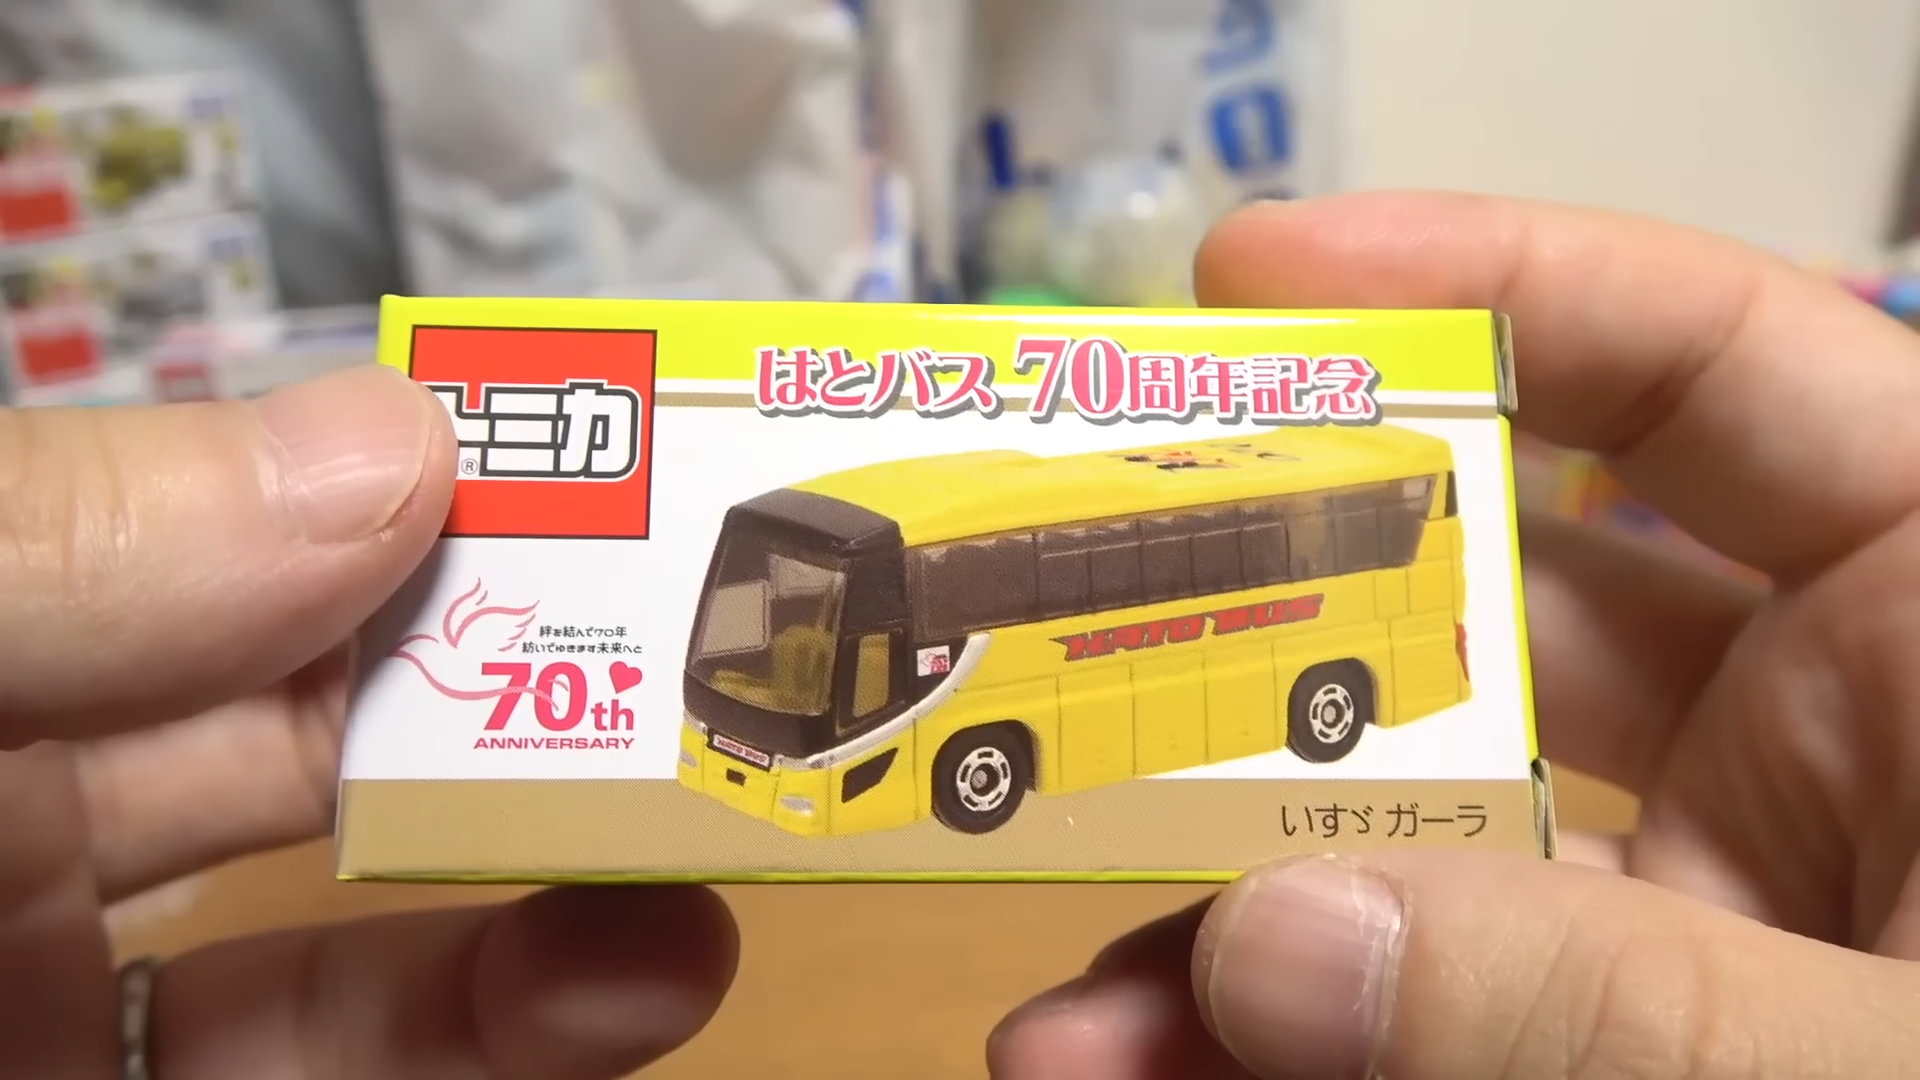 はとバス 70周年記念
トミカ
®
絆を結んで70年
紡いでゆきます未来へと
70th
ANNIVERSARY
HATO BUS
HATO BUS
いすゞ ガーラ